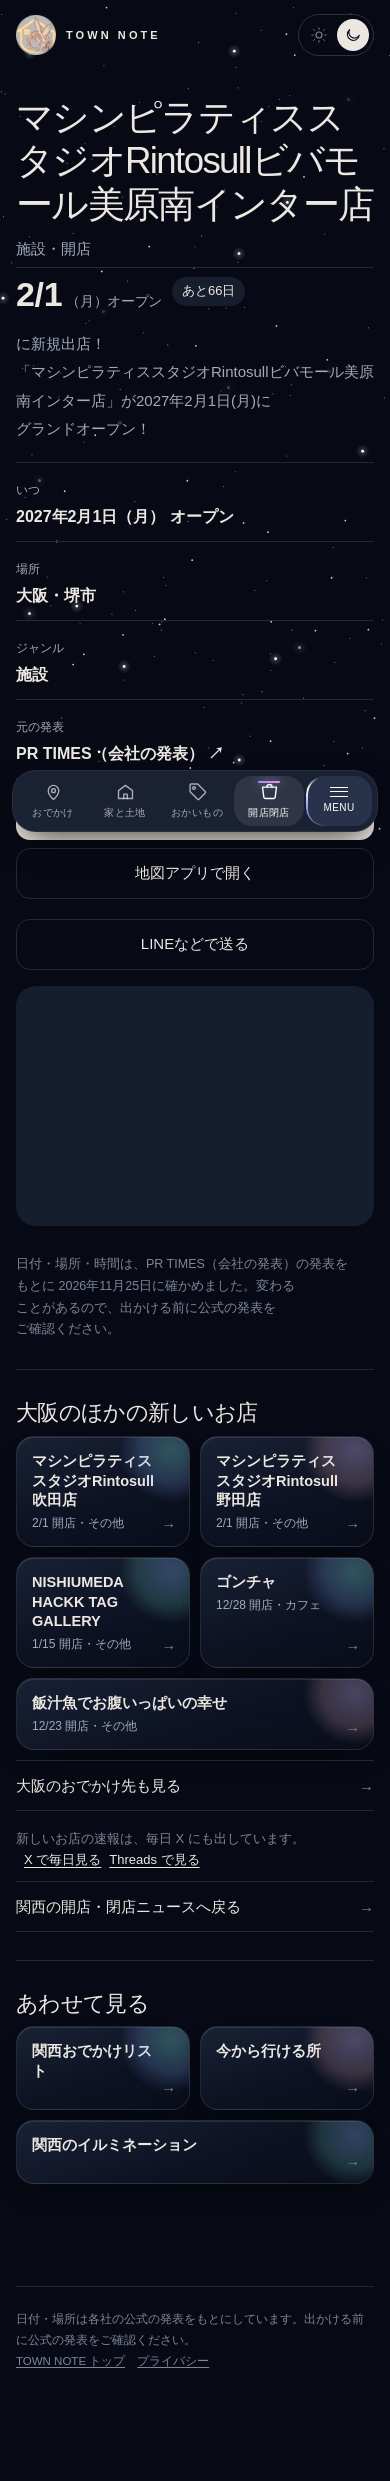 TOWN NOTE
マシンピラティスス
タジオRintosullビバモ
ール美原南インター店
施設・開店
2/1 （月）オープン あと66日
に新規出店！
「マシンピラティススタジオRintosullビバモール美原
南インター店」が2027年2月1日(月)に
グランドオープン！
いつ
2027年2月1日（月） オープン
場所
大阪・堺市
ジャンル
施設
元の発表
PR TIMES（会社の発表） ↗
おでかけ 家と土地 おかいもの 開店閉店 MENU
地図アプリで開く
LINEなどで送る
日付・場所・時間は、PR TIMES（会社の発表）の発表を
もとに 2026年11月25日に確かめました。変わる
ことがあるので、出かける前に公式の発表を
ご確認ください。
大阪のほかの新しいお店
マシンピラティス
スタジオRintosull
吹田店
2/1 開店・その他 →
マシンピラティス
スタジオRintosull
野田店
2/1 開店・その他 →
NISHIUMEDA
HACKK TAG
GALLERY
1/15 開店・その他 →
ゴンチャ
12/28 開店・カフェ
→
飯汁魚でお腹いっぱいの幸せ
12/23 開店・その他 →
大阪のおでかけ先も見る →
新しいお店の速報は、毎日 X にも出しています。
X で毎日見る Threads で見る
関西の開店・閉店ニュースへ戻る →
あわせて見る
関西おでかけリス
ト
→
今から行ける所
→
関西のイルミネーション
→
日付・場所は各社の公式の発表をもとにしています。出かける前
に公式の発表をご確認ください。
TOWN NOTE トップ プライバシー